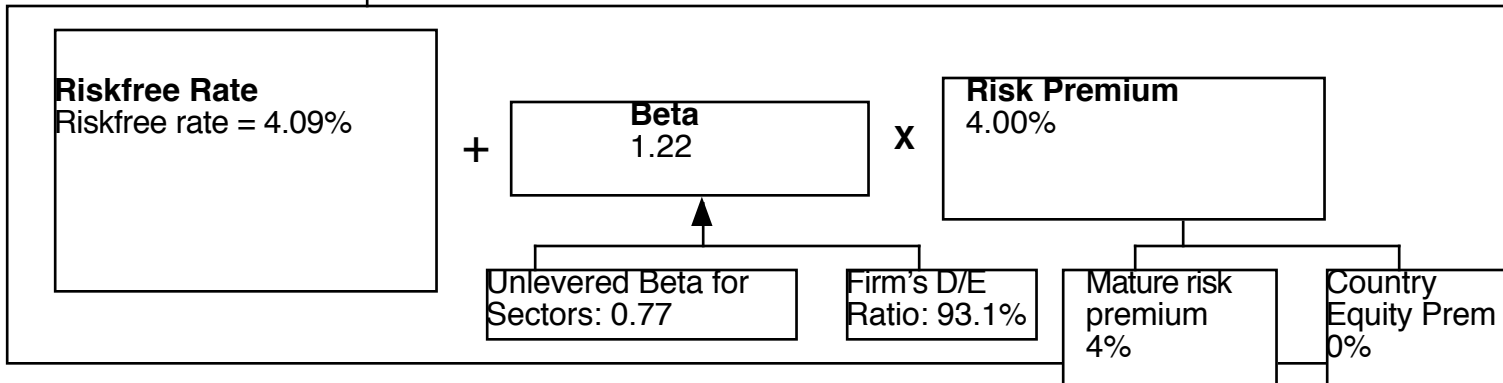 Riskfree Rate
Riskfree rate = 4.09%
+
Beta
1.22
X
Risk Premium
4.00%
Unlevered Beta for
Sectors: 0.77
Firm's D/E
Ratio: 93.1%
Mature risk
premium
4%
Country
Equity Prem
0%